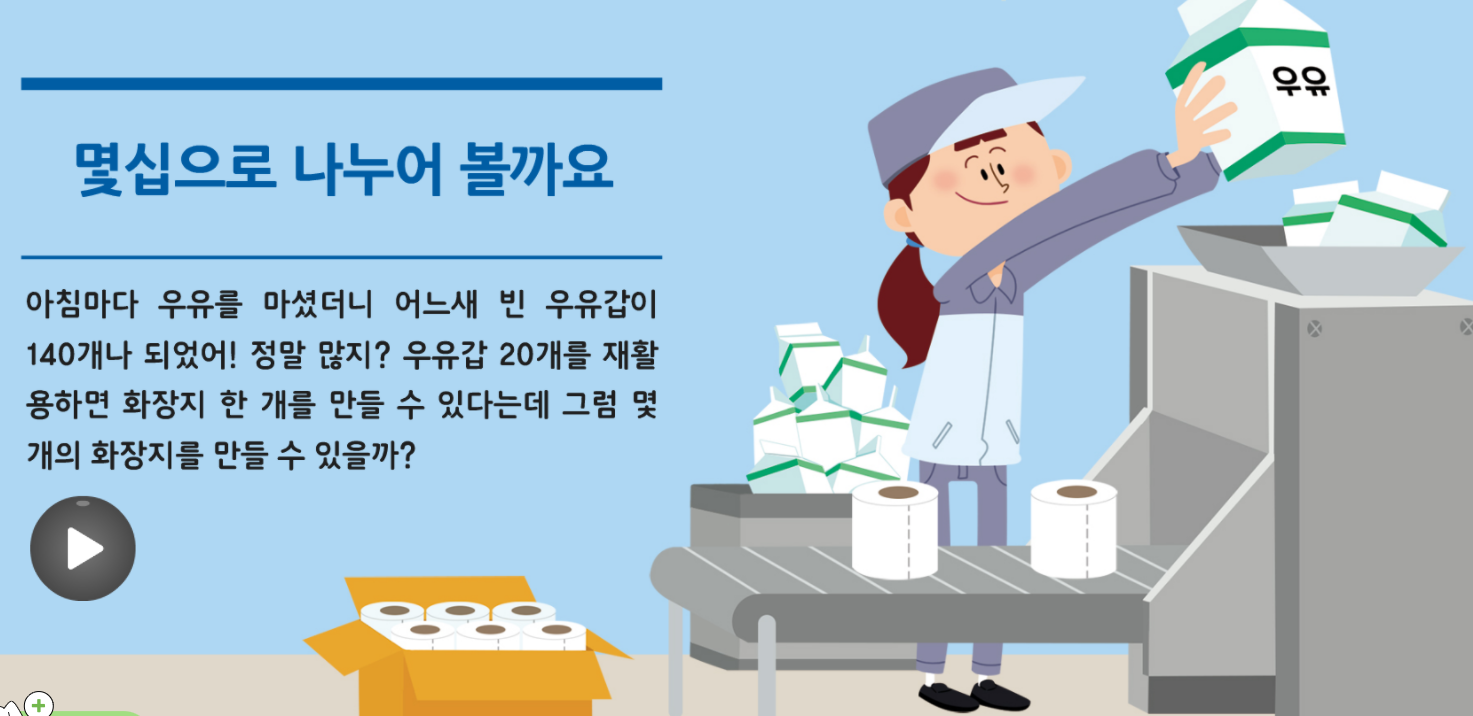 우유
몇십으로 나누어 볼까요
아침마다 우유를 마셨더니 어느새 빈 우유갑이
140개나 되었어! 정말 많지? 우유갑 20개를 재활
용하면 화장지 한 개를 만들 수 있다는데 그럼 몇
개의 화장지를 만들 수 있을까?